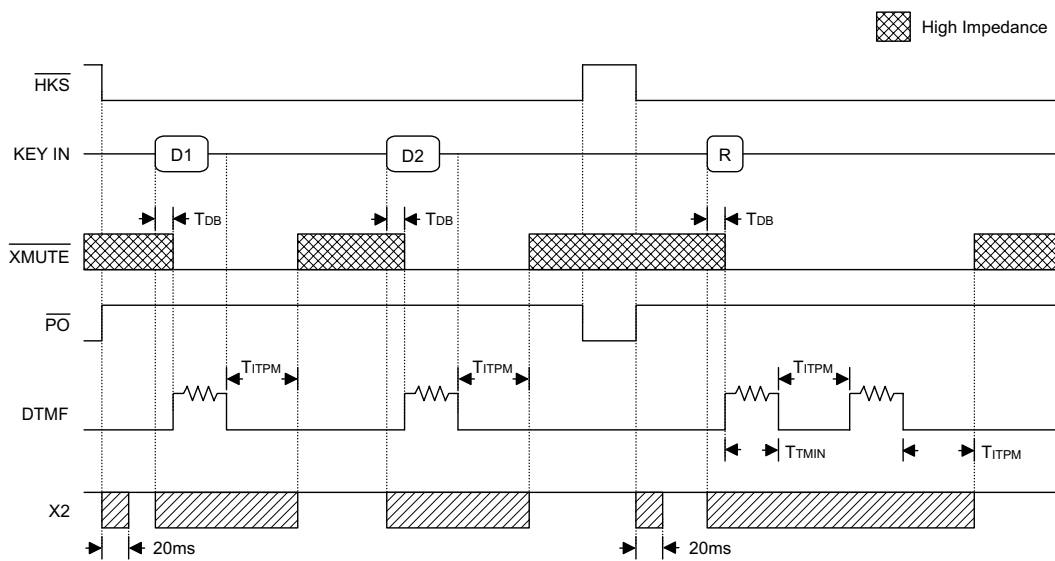 High Impedance
HKS
KEY IN
D1
D2
R
TDB
TDB
TDB
XMUTE
PO
TITPM
TITPM
TITPM
DTMF
TTMIN
TITPM
X2
20ms
20ms